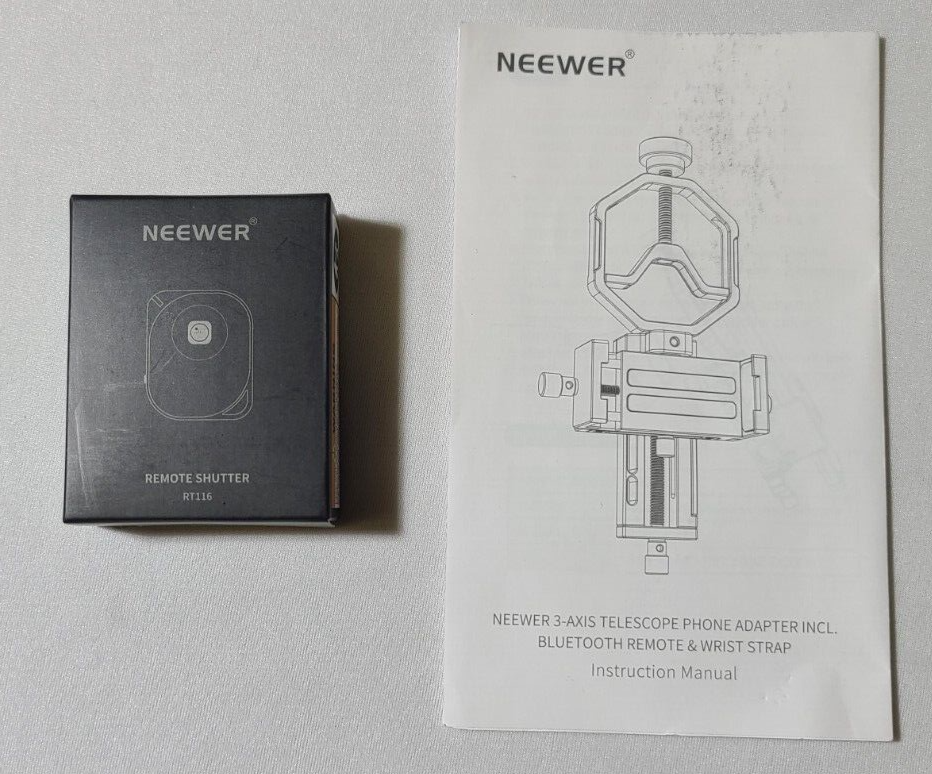 NEEWER®
REMOTE SHUTTER
RT116
NEEWER®
NEEWER 3-AXIS TELESCOPE PHONE ADAPTER INCL.
BLUETOOTH REMOTE & WRIST STRAP
Instruction Manual